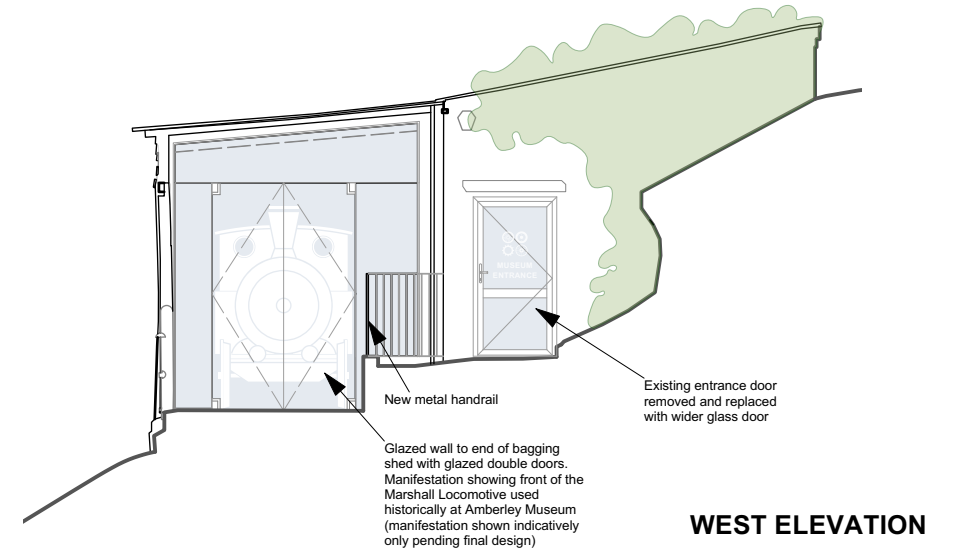 MUSEUM
ENTRANCE
New metal handrail
Existing entrance door
removed and replaced
with wider glass door
Glazed wall to end of bagging
shed with glazed double doors.
Manifestation showing front of the
Marshall Locomotive used
historically at Amberley Museum
(manifestation shown indicatively
only pending final design)
WEST ELEVATION